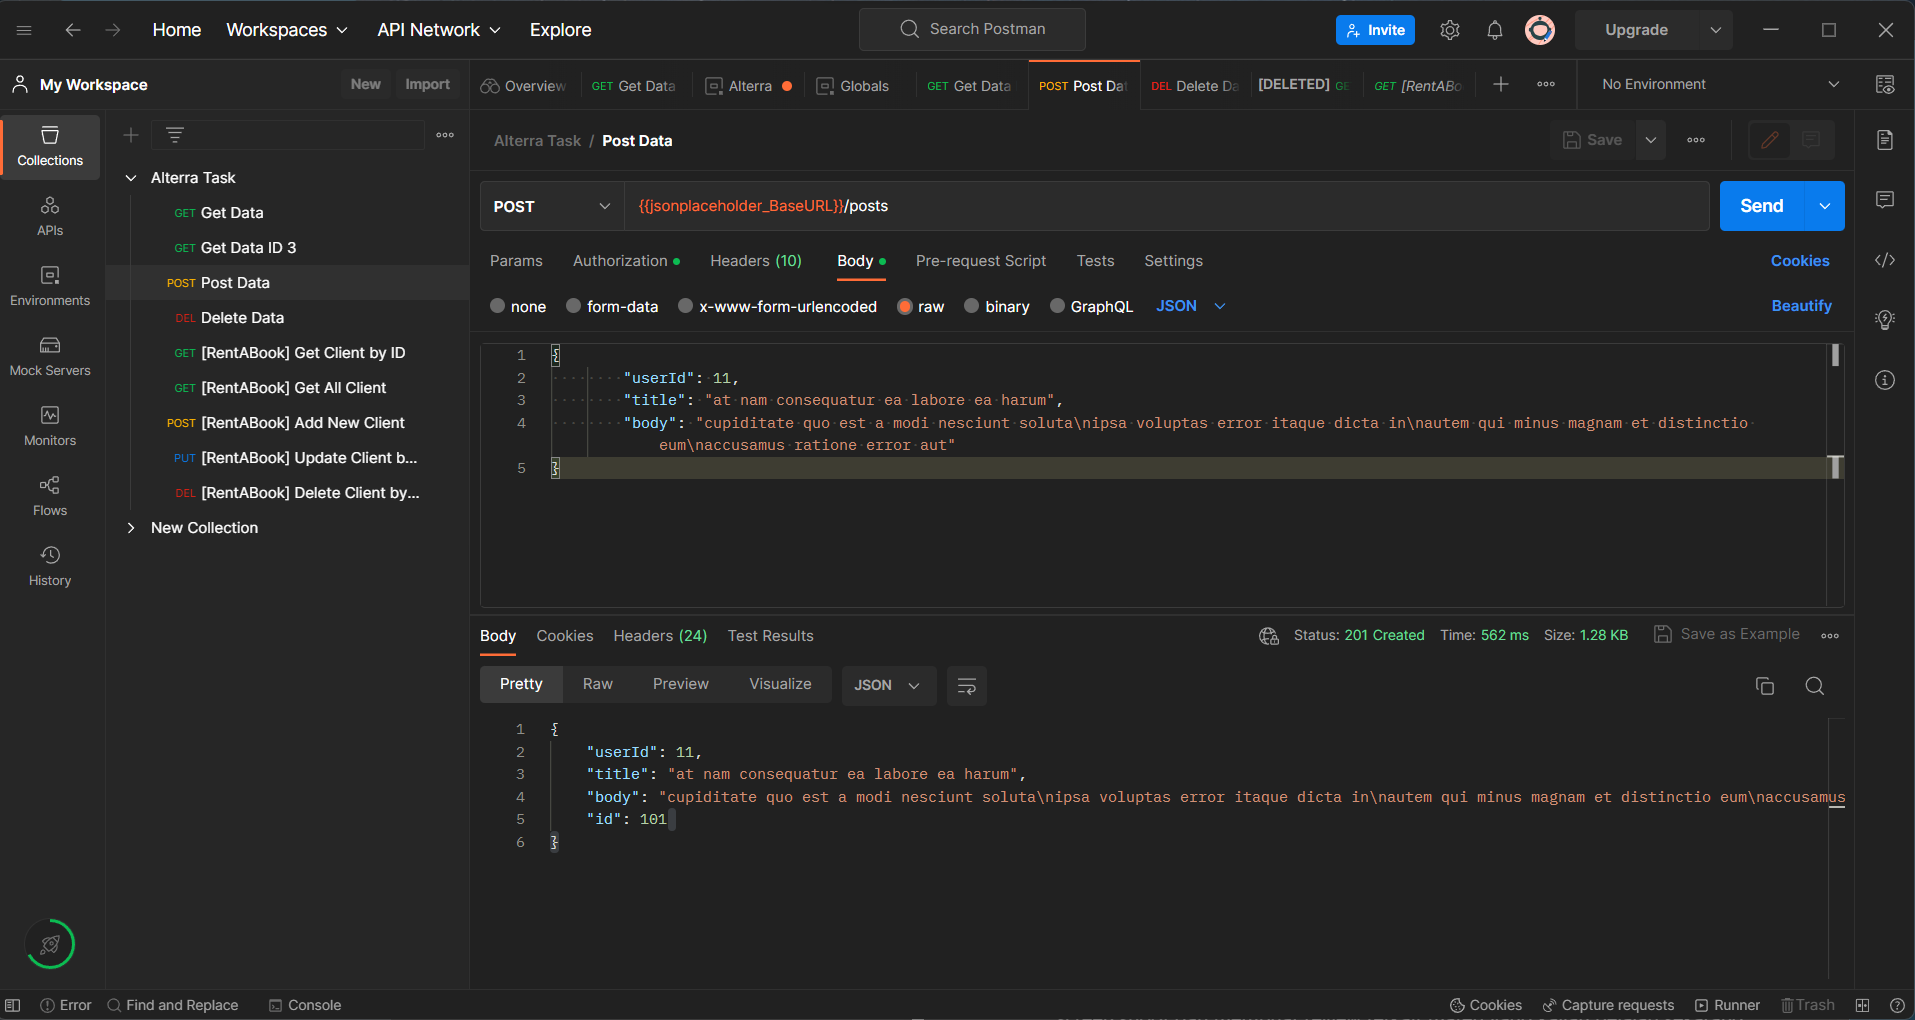 Home Workspaces API Network Explore Search Postman Invite Upgrade
My Workspace New Import Overview GET Get Data Alterra Globals GET Get Data POST Post Dat DEL Delete Da [DELETED] GE GET [RentABo No Environment
Collections
APIs
Environments
Mock Servers
Monitors
Flows
History
Alterra Task
GET Get Data
GET Get Data ID 3
POST Post Data
DEL Delete Data
GET [RentABook] Get Client by ID
GET [RentABook] Get All Client
POST [RentABook] Add New Client
PUT [RentABook] Update Client b...
DEL [RentABook] Delete Client by...
New Collection
Alterra Task / Post Data Save
POST {{jsonplaceholder_BaseURL}}/posts Send
Params Authorization Headers (10) Body Pre-request Script Tests Settings Cookies
none form-data x-www-form-urlencoded raw binary GraphQL JSON Beautify
1 {
2 "userId": 11,
3 "title": "at nam consequatur ea labore ea harum",
4 "body": "cupiditate quo est a modi nesciunt soluta\nipsa voluptas error itaque dicta in\nautem qui minus magnam et distinctio
eum\naccusamus ratione error aut"
5 }
Body Cookies Headers (24) Test Results Status: 201 Created Time: 562 ms Size: 1.28 KB Save as Example
Pretty Raw Preview Visualize JSON
1 {
2 "userId": 11,
3 "title": "at nam consequatur ea labore ea harum",
4 "body": "cupiditate quo est a modi nesciunt soluta\nipsa voluptas error itaque dicta in\nautem qui minus magnam et distinctio eum\naccusamus
5 "id": 101
6 }
Error Find and Replace Console Cookies Capture requests Runner Trash